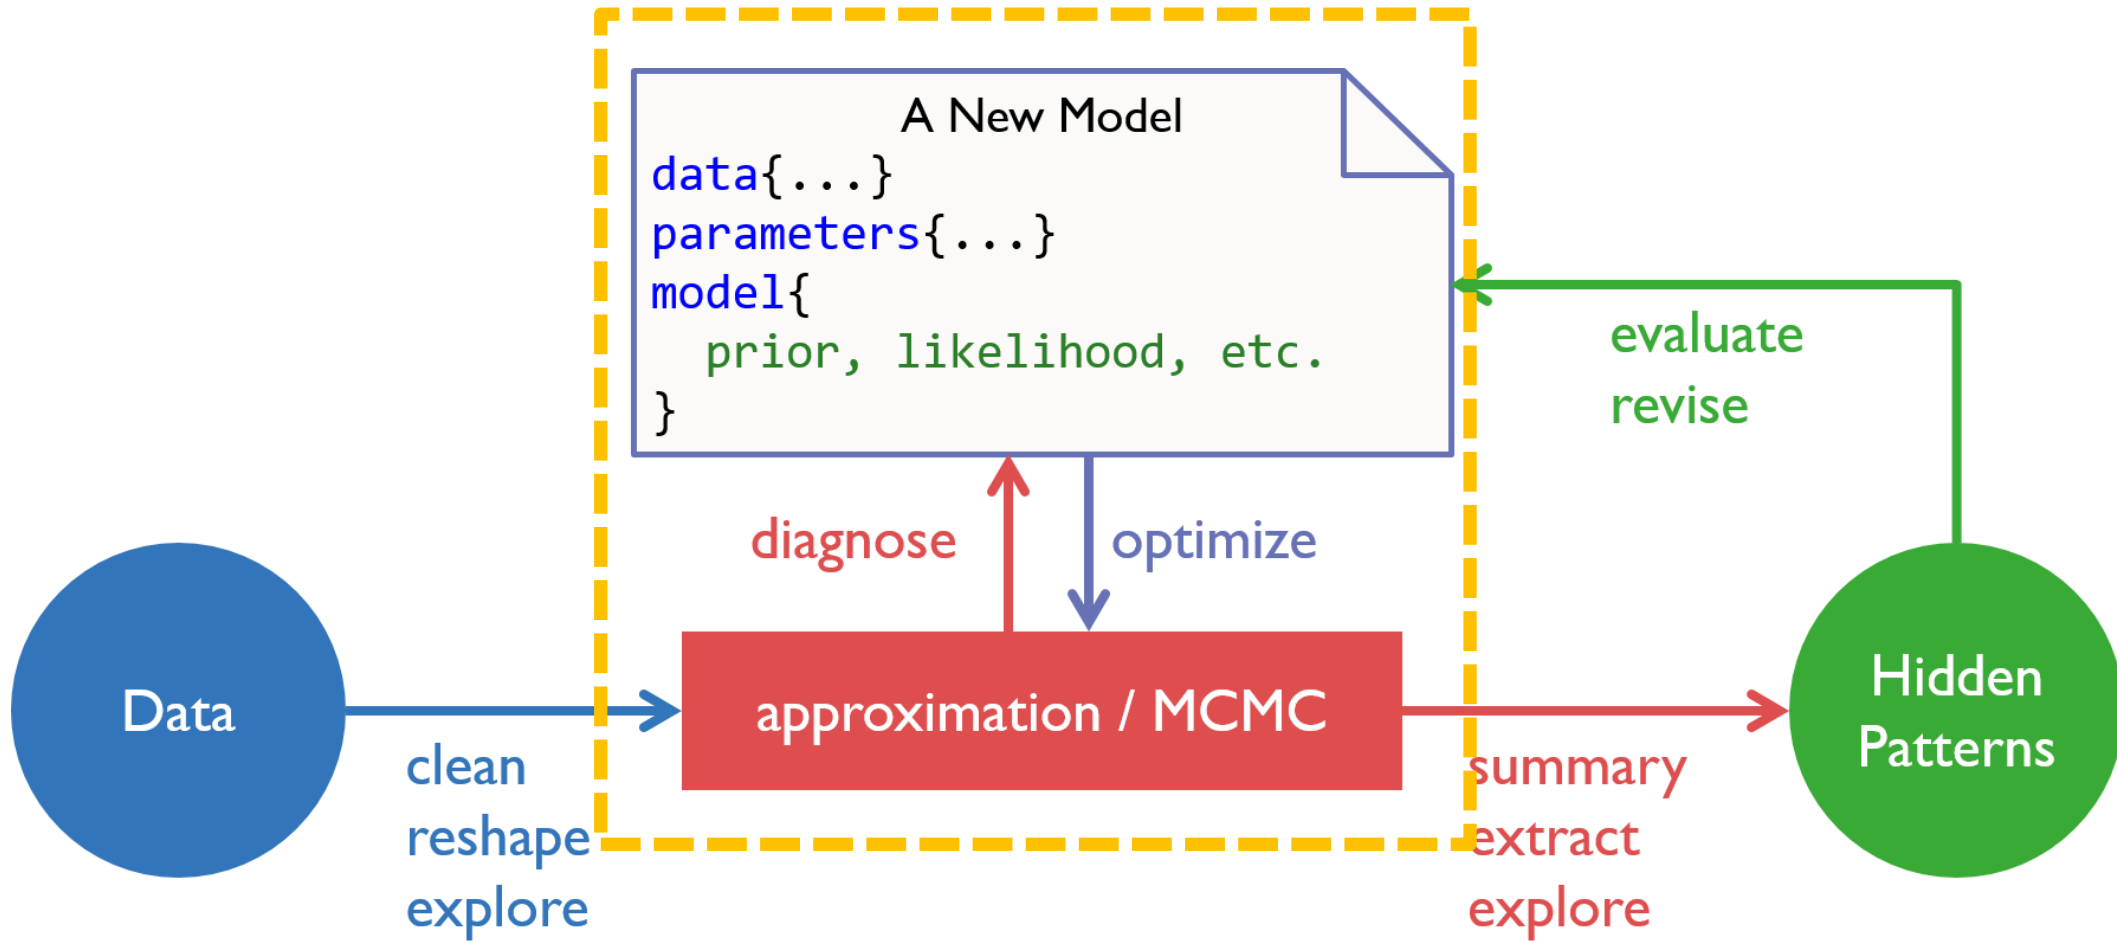 A New Model
data{...}
parameters{...}
model{
prior, likelihood, etc.
}
evaluate
revise
diagnose
optimize
Data
approximation / MCMC
Hidden
Patterns
clean
reshape
explore
summary
extract
explore